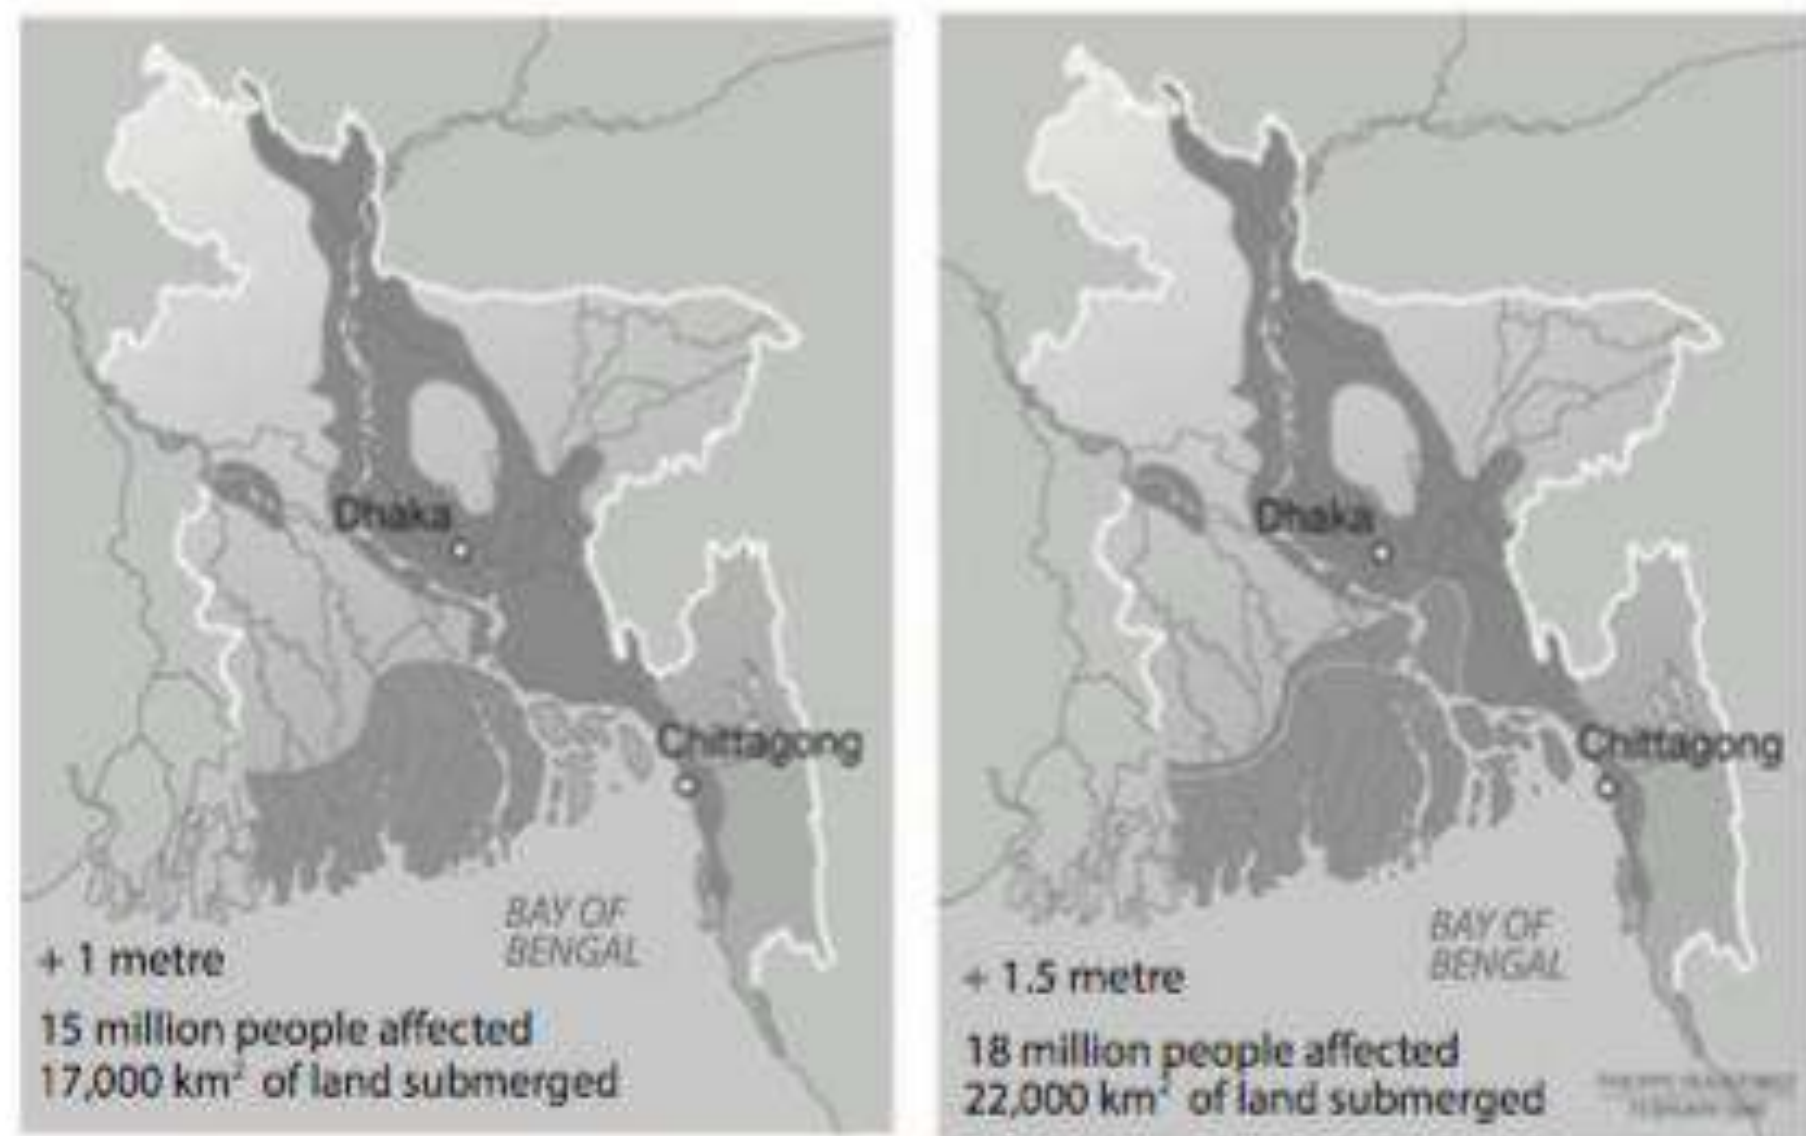 Dhaka
Chittagong
BAY OF
BENGAL
+ 1 metre
15 million people affected
17,000 km² of land submerged
Dhaka
Chittagong
BAY OF
BENGAL
+ 1.5 metre
18 million people affected
22,000 km² of land submerged